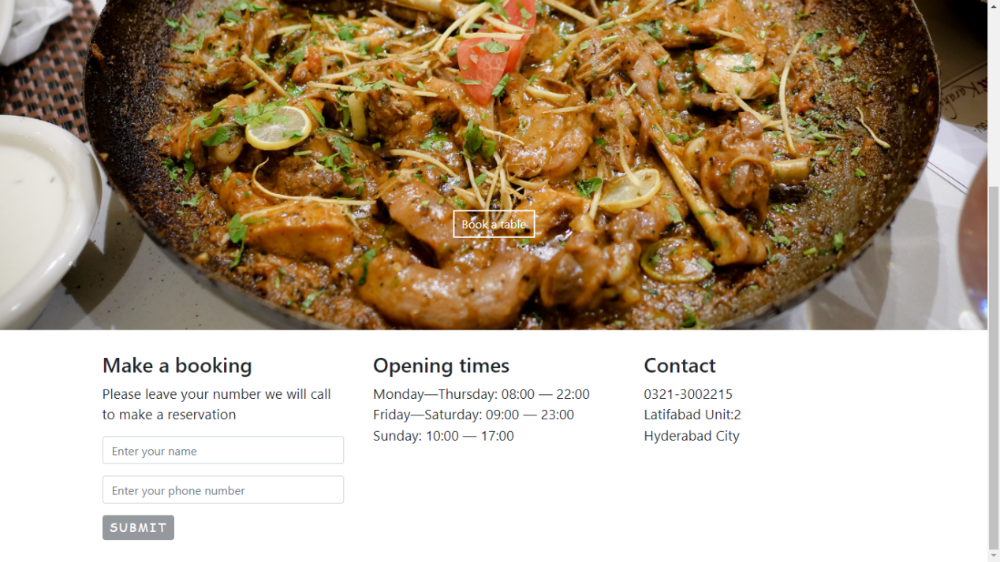 Book a table
Make a booking
Please leave your number we will call
to make a reservation
Enter your name
Enter your phone number
SUBMIT
Opening times
Monday—Thursday: 08:00 — 22:00
Friday—Saturday: 09:00 — 23:00
Sunday: 10:00 — 17:00
Contact
0321-3002215
Latifabad Unit:2
Hyderabad City